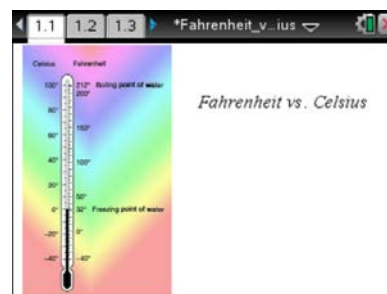 1.1 1.2 1.3 *Fahrenheit_v…ius
Celsius Fahrenheit
100° 212° Boiling point of water
200°
80°
150°
60°
40° 100°
20°
50°
0° 32° Freezing point of water
0°
-20°
-40° -40°
Fahrenheit vs. Celsius